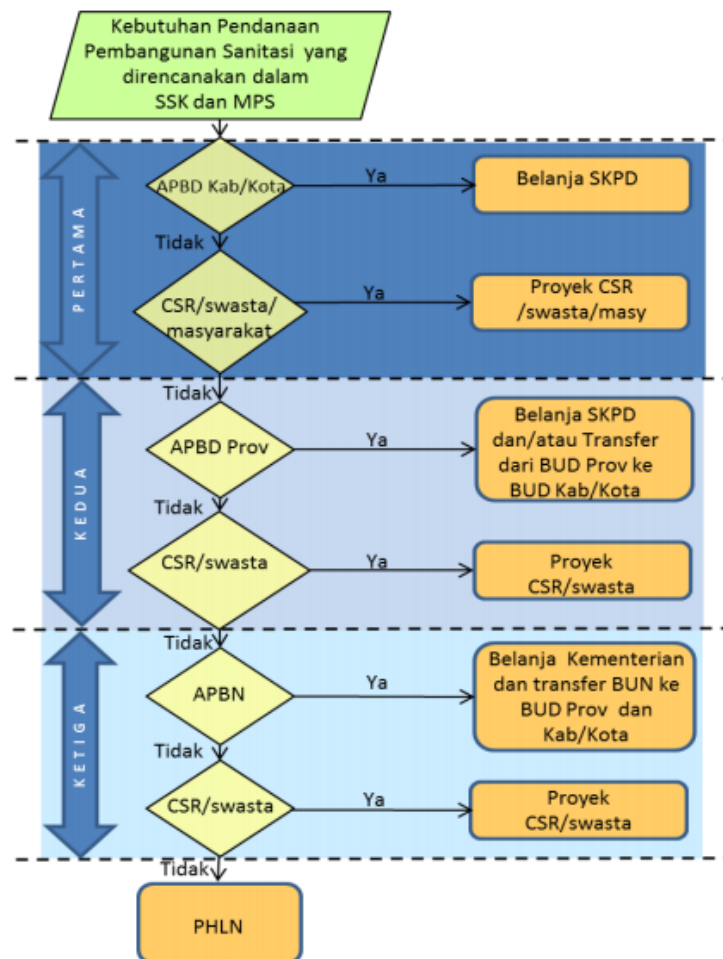 Kebutuhan Pendanaan
Pembangunan Sanitasi yang
direncanakan dalam
SSK dan MPS
PERTAMA
APBD Kab/Kota
Ya
Belanja SKPD
Tidak
CSR/swasta/
masyarakat
Ya
Proyek CSR
/swasta/masy
Tidak
KEDUA
APBD Prov
Ya
Belanja SKPD
dan/atau Transfer
dari BUD Prov ke
BUD Kab/Kota
Tidak
CSR/swasta
Ya
Proyek
CSR/swasta
Tidak
KETIGA
APBN
Ya
Belanja Kementerian
dan transfer BUN ke
BUD Prov dan
Kab/Kota
Tidak
CSR/swasta
Ya
Proyek
CSR/swasta
Tidak
PHLN